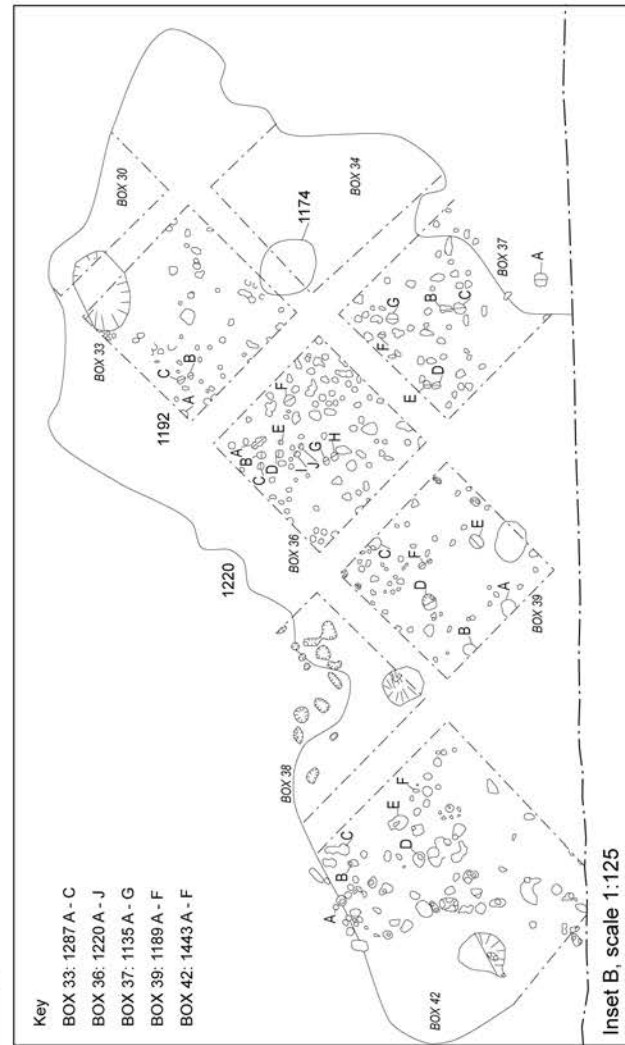 Key
BOX 33: 1287 A - C
BOX 36: 1220 A - J
BOX 37: 1135 A - G
BOX 39: 1189 A - F
BOX 42: 1443 A - F
BOX 30
BOX 33
C
B
A
1192
1174
BOX 34
BOX 36
A
B
C
D
E
F
I
J
G
H
1220
BOX 37
A
B
C
D
E
F
G
BOX 38
BOX 39
A
B
C
D
E
F
BOX 42
A
B
C
D
E
F
Inset B, scale 1:125